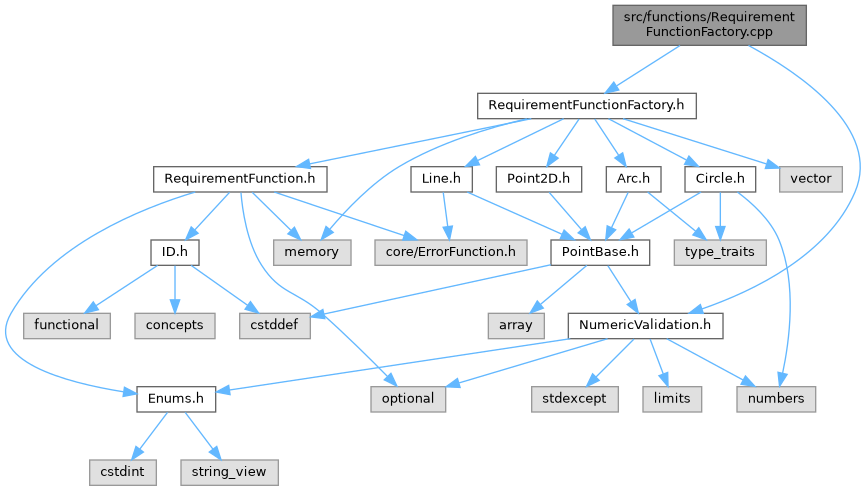 src/functions/Requirement
FunctionFactory.cpp
RequirementFunctionFactory.h
RequirementFunction.h
Line.h
Point2D.h
Arc.h
Circle.h
vector
ID.h
memory
core/ErrorFunction.h
PointBase.h
type_traits
functional
concepts
cstddef
array
NumericValidation.h
Enums.h
optional
stdexcept
limits
numbers
cstdint
string_view